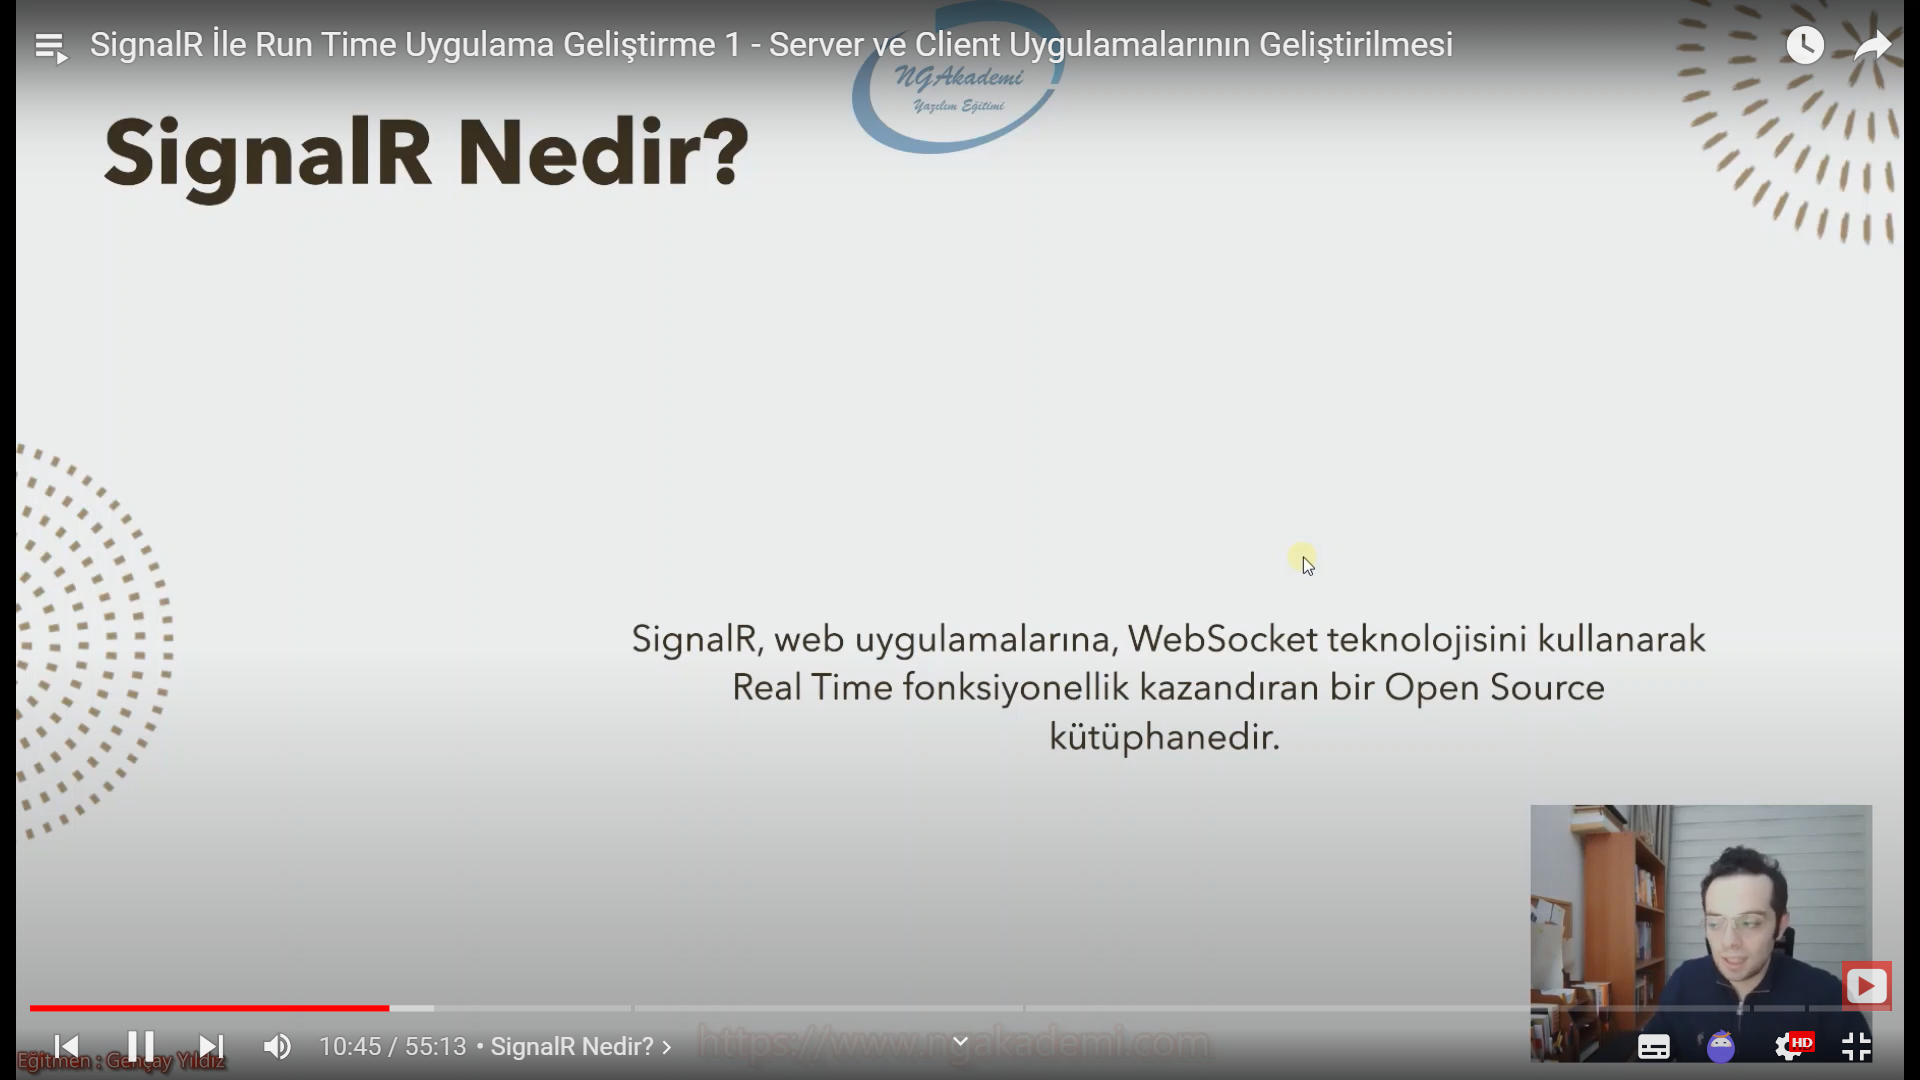 SignalR İle Run Time Uygulama Geliştirme 1 - Server ve Client Uygulamalarının Geliştirilmesi
NGAkademi
Yazılım Eğitimi
SignalR Nedir?
SignalR, web uygulamalarına, WebSocket teknolojisini kullanarak
Real Time fonksiyonellik kazandıran bir Open Source
kütüphanedir.
10:45 / 55:13 • SignalR Nedir?
https://www.ngakademi.com
HD
Eğitmen : Gençay Yıldız